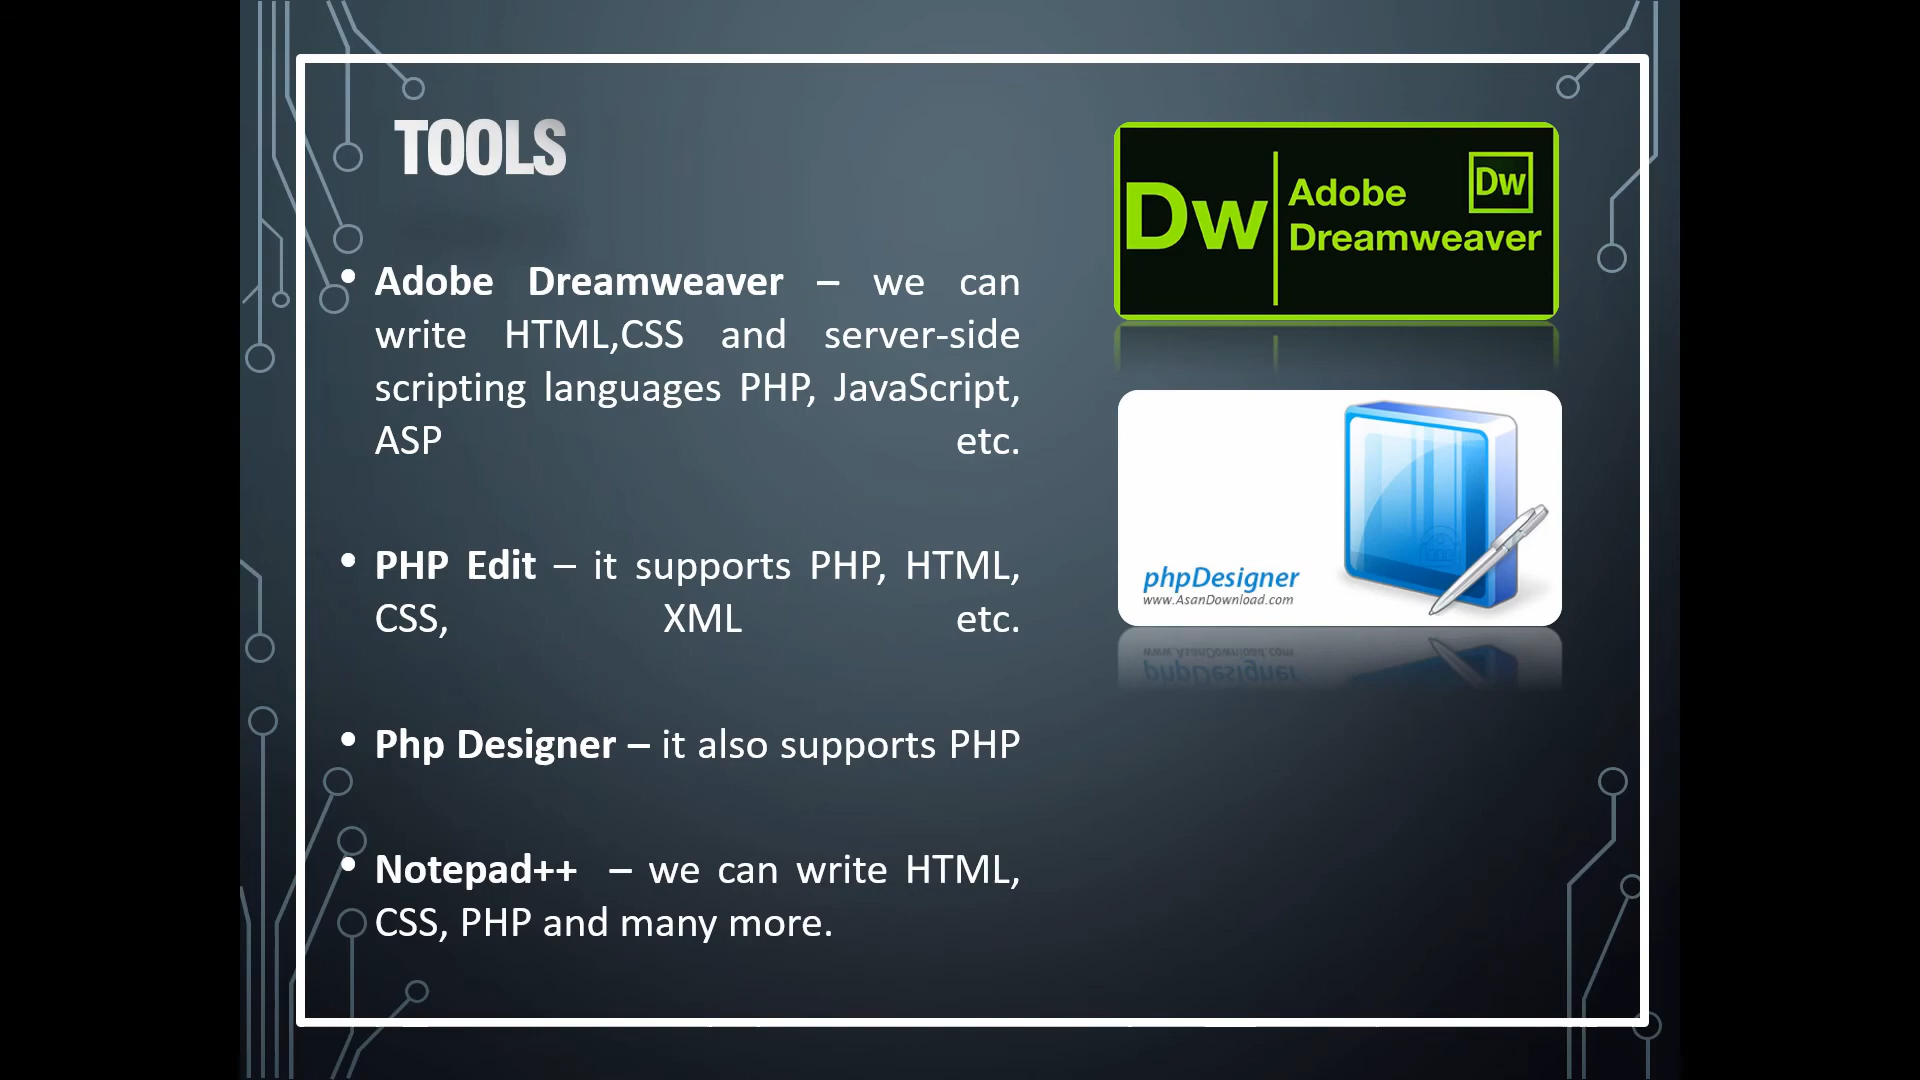 TOOLS
• Adobe Dreamweaver – we can
write HTML,CSS and server-side
scripting languages PHP, JavaScript,
ASP etc.
• PHP Edit – it supports PHP, HTML,
CSS, XML etc.
• Php Designer – it also supports PHP
• Notepad++ – we can write HTML,
CSS, PHP and many more.
Dw
Adobe
Dreamweaver
Dw
phpDesigner
www.AsanDownload.com